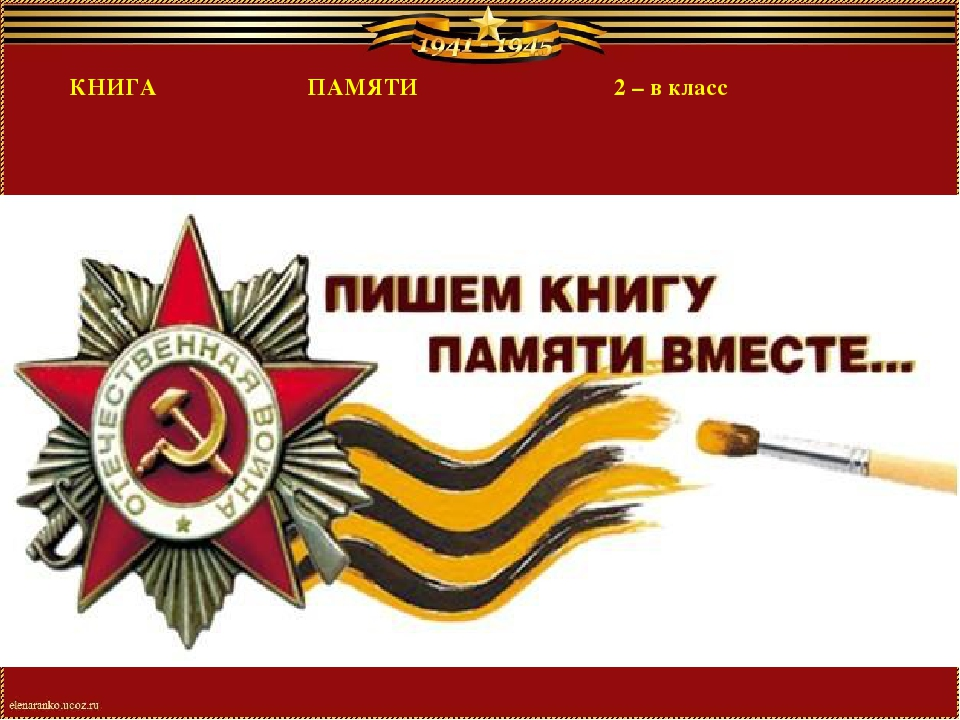 1941 - 1945
КНИГА ПАМЯТИ 2 – в класс
ПИШЕМ КНИГУ
ПАМЯТИ ВМЕСТЕ...
ОТЕЧЕСТВЕННАЯ ВОЙНА
elenaranko.ucoz.ru